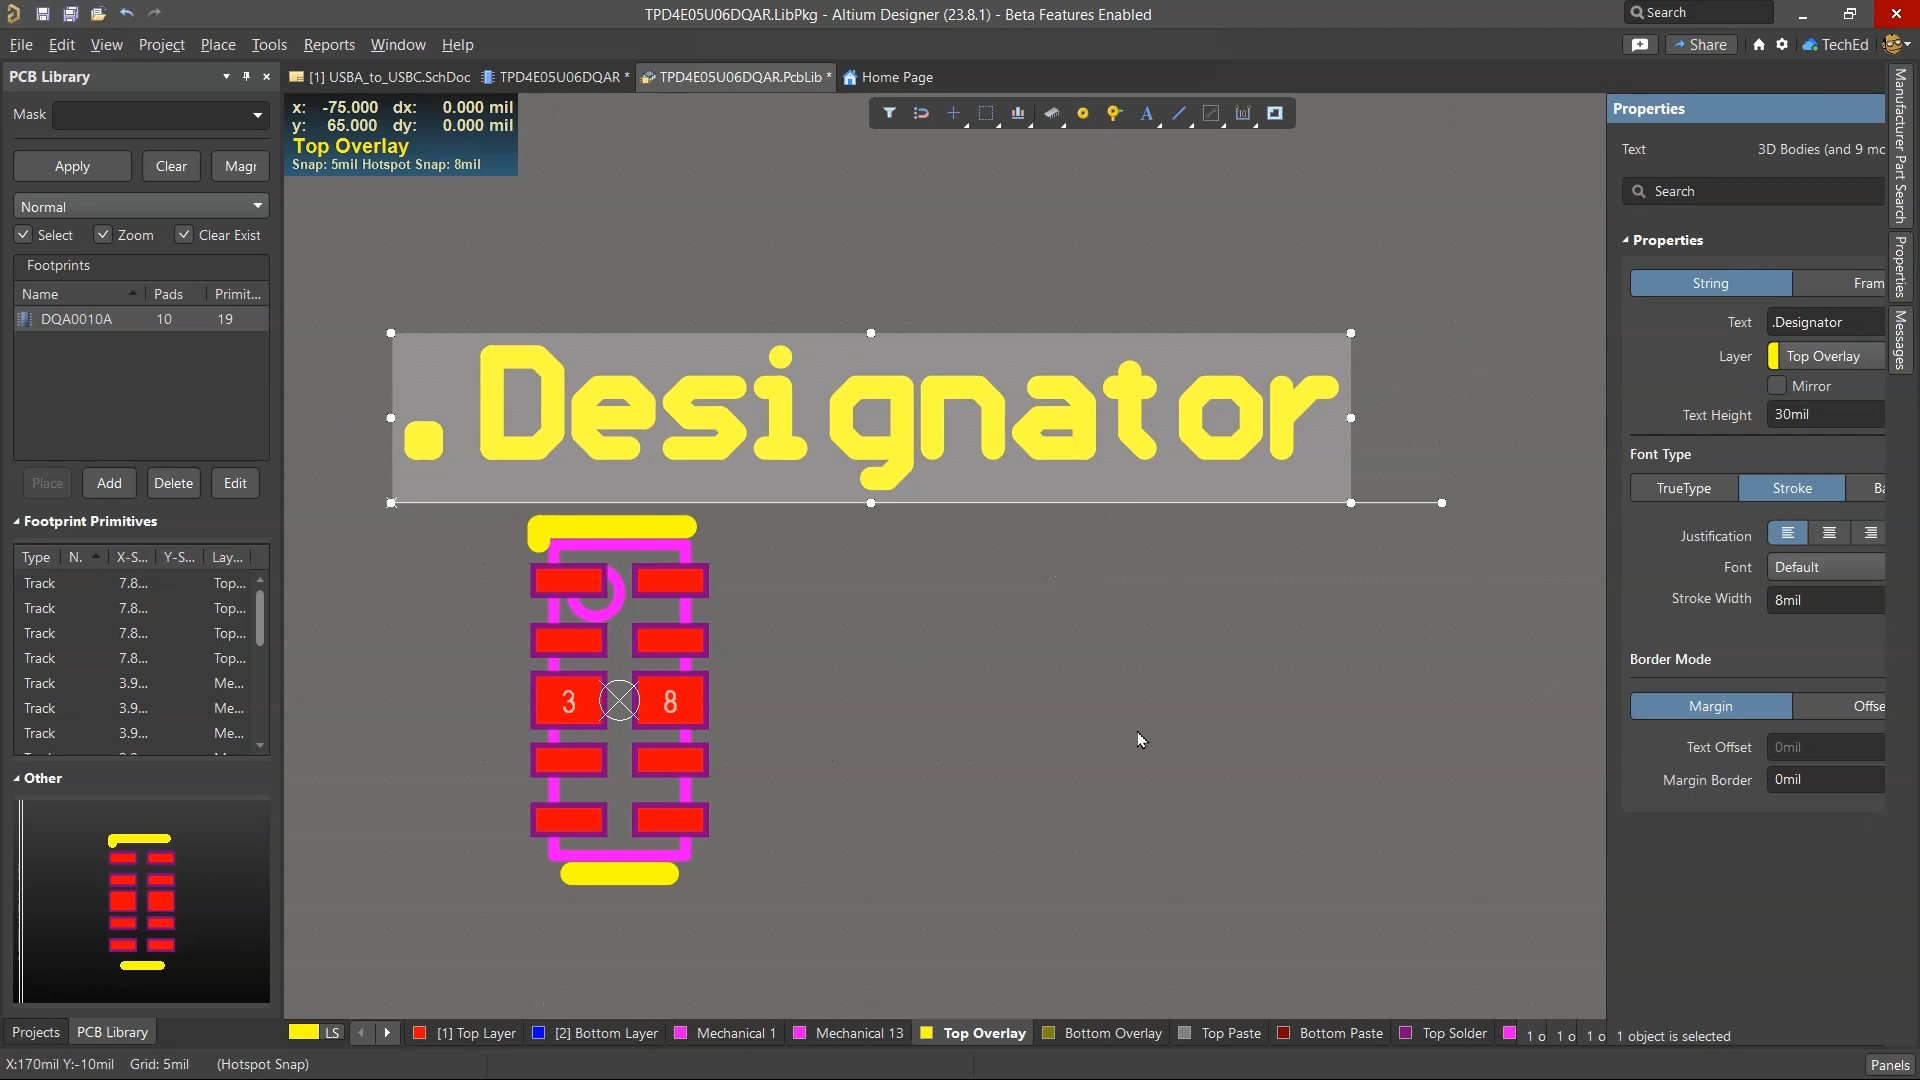 TPD4E05U06DQAR.LibPkg - Altium Designer (23.8.1) - Beta Features Enabled
Search
File Edit View Project Place Tools Reports Window Help
Share
TechEd
PCB Library
[1] USBA_to_USBC.SchDoc
TPD4E05U06DQAR *
TPD4E05U06DQAR.PcbLib *
Home Page
Mask
Apply
Clear
Magr
Normal
Select
Zoom
Clear Exist
Footprints
Name Pads Primit...
DQA0010A 10 19
Place
Add
Delete
Edit
Footprint Primitives
Type N. X-S... Y-S... Lay...
Track 7.8... Top...
Track 7.8... Top...
Track 7.8... Top...
Track 7.8... Top...
Track 3.9... Me...
Track 3.9... Me...
Track 3.9... Me...
Other
Projects
PCB Library
x: -75.000 dx: 0.000 mil
y: 65.000 dy: 0.000 mil
Top Overlay
Snap: 5mil Hotspot Snap: 8mil
.Designator
3 8
Properties
Text 3D Bodies (and 9 mo
Search
Properties
String
Fram
Text .Designator
Layer Top Overlay
Mirror
Text Height 30mil
Font Type
TrueType
Stroke
Ba
Justification
Font Default
Stroke Width 8mil
Border Mode
Margin
Offse
Text Offset 0mil
Margin Border 0mil
Manufacturer Part Search
Properties
Messages
LS
[1] Top Layer
[2] Bottom Layer
Mechanical 1
Mechanical 13
Top Overlay
Bottom Overlay
Top Paste
Bottom Paste
Top Solder
1 o 1 o 1 o 1 object is selected
X:170mil Y:-10mil Grid: 5mil (Hotspot Snap)
Panels